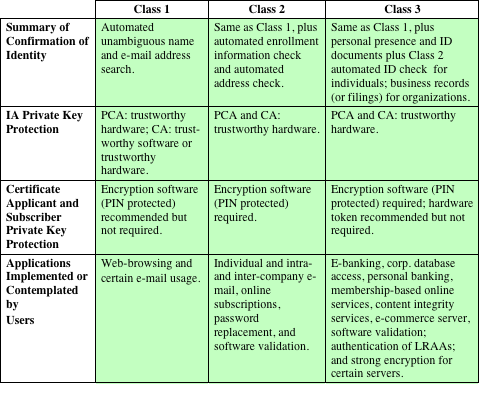 Class 1 Class 2 Class 3
Summary of
Confirmation of
Identity
Automated
unambiguous name
and e-mail address
search.
Same as Class 1, plus
automated enrollment
information check
and automated
address check.
Same as Class 1, plus
personal presence and ID
documents plus Class 2
automated ID check for
individuals; business records
(or filings) for organizations.
IA Private Key
Protection
PCA: trustworthy
hardware; CA: trust-
worthy software or
trustworthy
hardware.
PCA and CA:
trustworthy hardware.
PCA and CA: trustworthy
hardware.
Certificate
Applicant and
Subscriber
Private Key
Protection
Encryption software
(PIN protected)
recommended but
not required.
Encryption software
(PIN protected)
required.
Encryption software (PIN
protected) required; hardware
token recommended but not
required.
Applications
Implemented or
Contemplated
by
Users
Web-browsing and
certain e-mail usage.
Individual and intra-
and inter-company e-
mail, online
subscriptions,
password
replacement, and
software validation.
E-banking, corp. database
access, personal banking,
membership-based online
services, content integrity
services, e-commerce server,
software validation;
authentication of LRAAs;
and strong encryption for
certain servers.